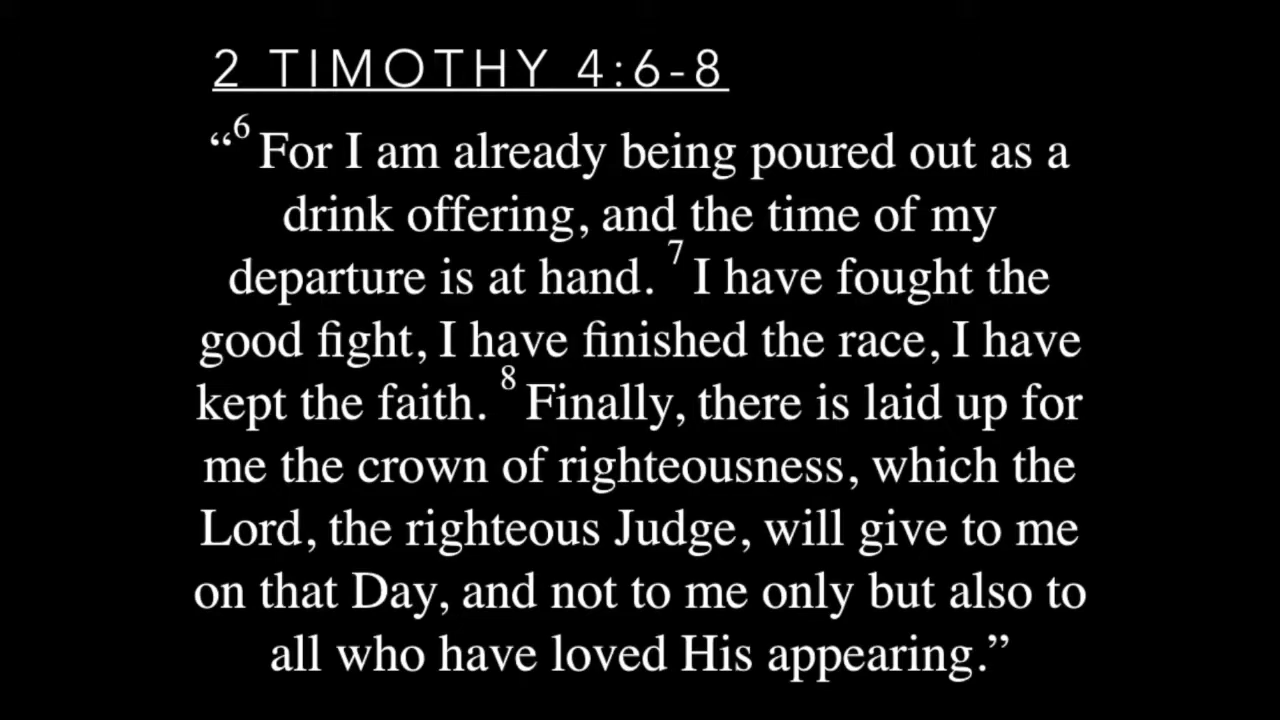 2 TIMOTHY 4:6-8
“6 For I am already being poured out as a
drink offering, and the time of my
departure is at hand. 7 I have fought the
good fight, I have finished the race, I have
kept the faith. 8 Finally, there is laid up for
me the crown of righteousness, which the
Lord, the righteous Judge, will give to me
on that Day, and not to me only but also to
all who have loved His appearing.”